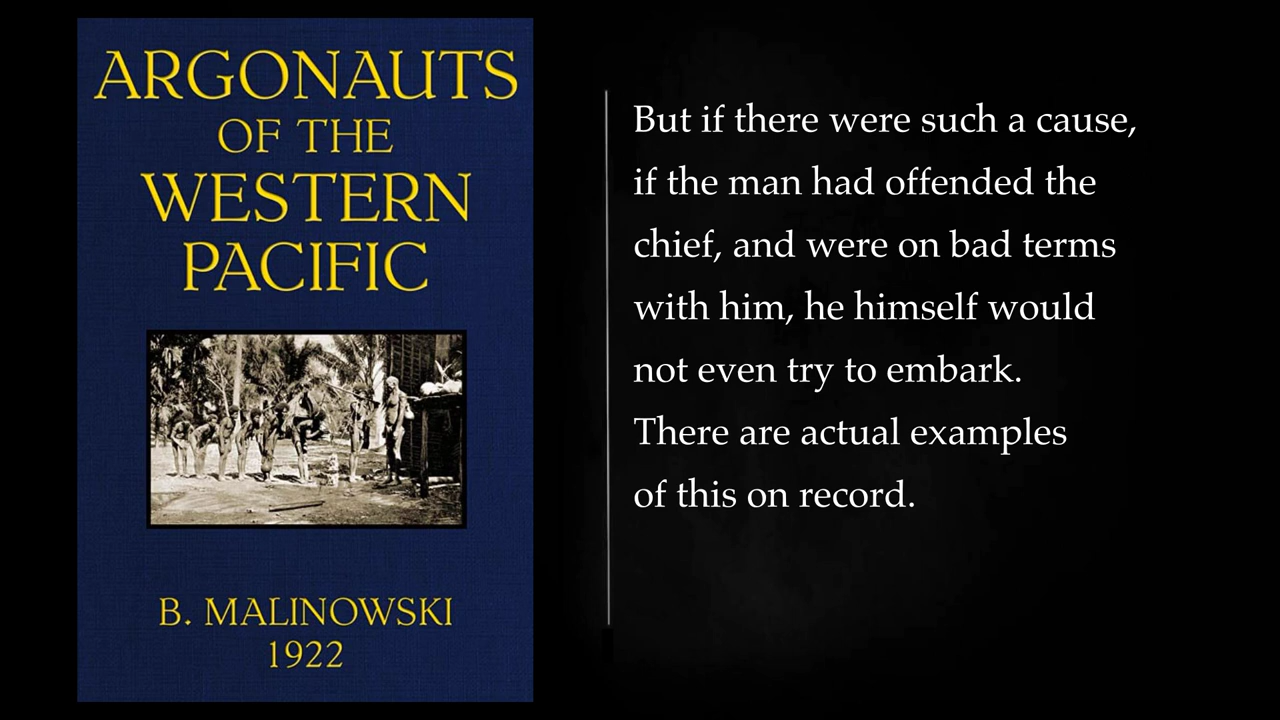 ARGONAUTS
OF THE
WESTERN
PACIFIC
B. MALINOWSKI
1922
But if there were such a cause,
if the man had offended the
chief, and were on bad terms
with him, he himself would
not even try to embark.
There are actual examples
of this on record.